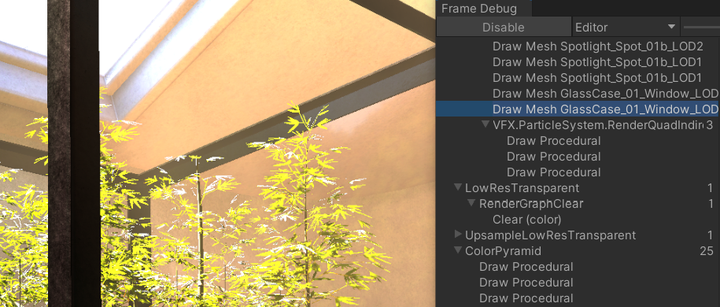 Frame Debug
Disable
Editor
Draw Mesh Spotlight_Spot_01b_LOD2
Draw Mesh Spotlight_Spot_01b_LOD1
Draw Mesh Spotlight_Spot_01b_LOD1
Draw Mesh GlassCase_01_Window_LOD
Draw Mesh GlassCase_01_Window_LOD
VFX.ParticleSystem.RenderQuadIndir 3
Draw Procedural
Draw Procedural
Draw Procedural
LowResTransparent 1
RenderGraphClear 1
Clear (color)
UpsampleLowResTransparent 1
ColorPyramid 25
Draw Procedural
Draw Procedural
Draw Procedural